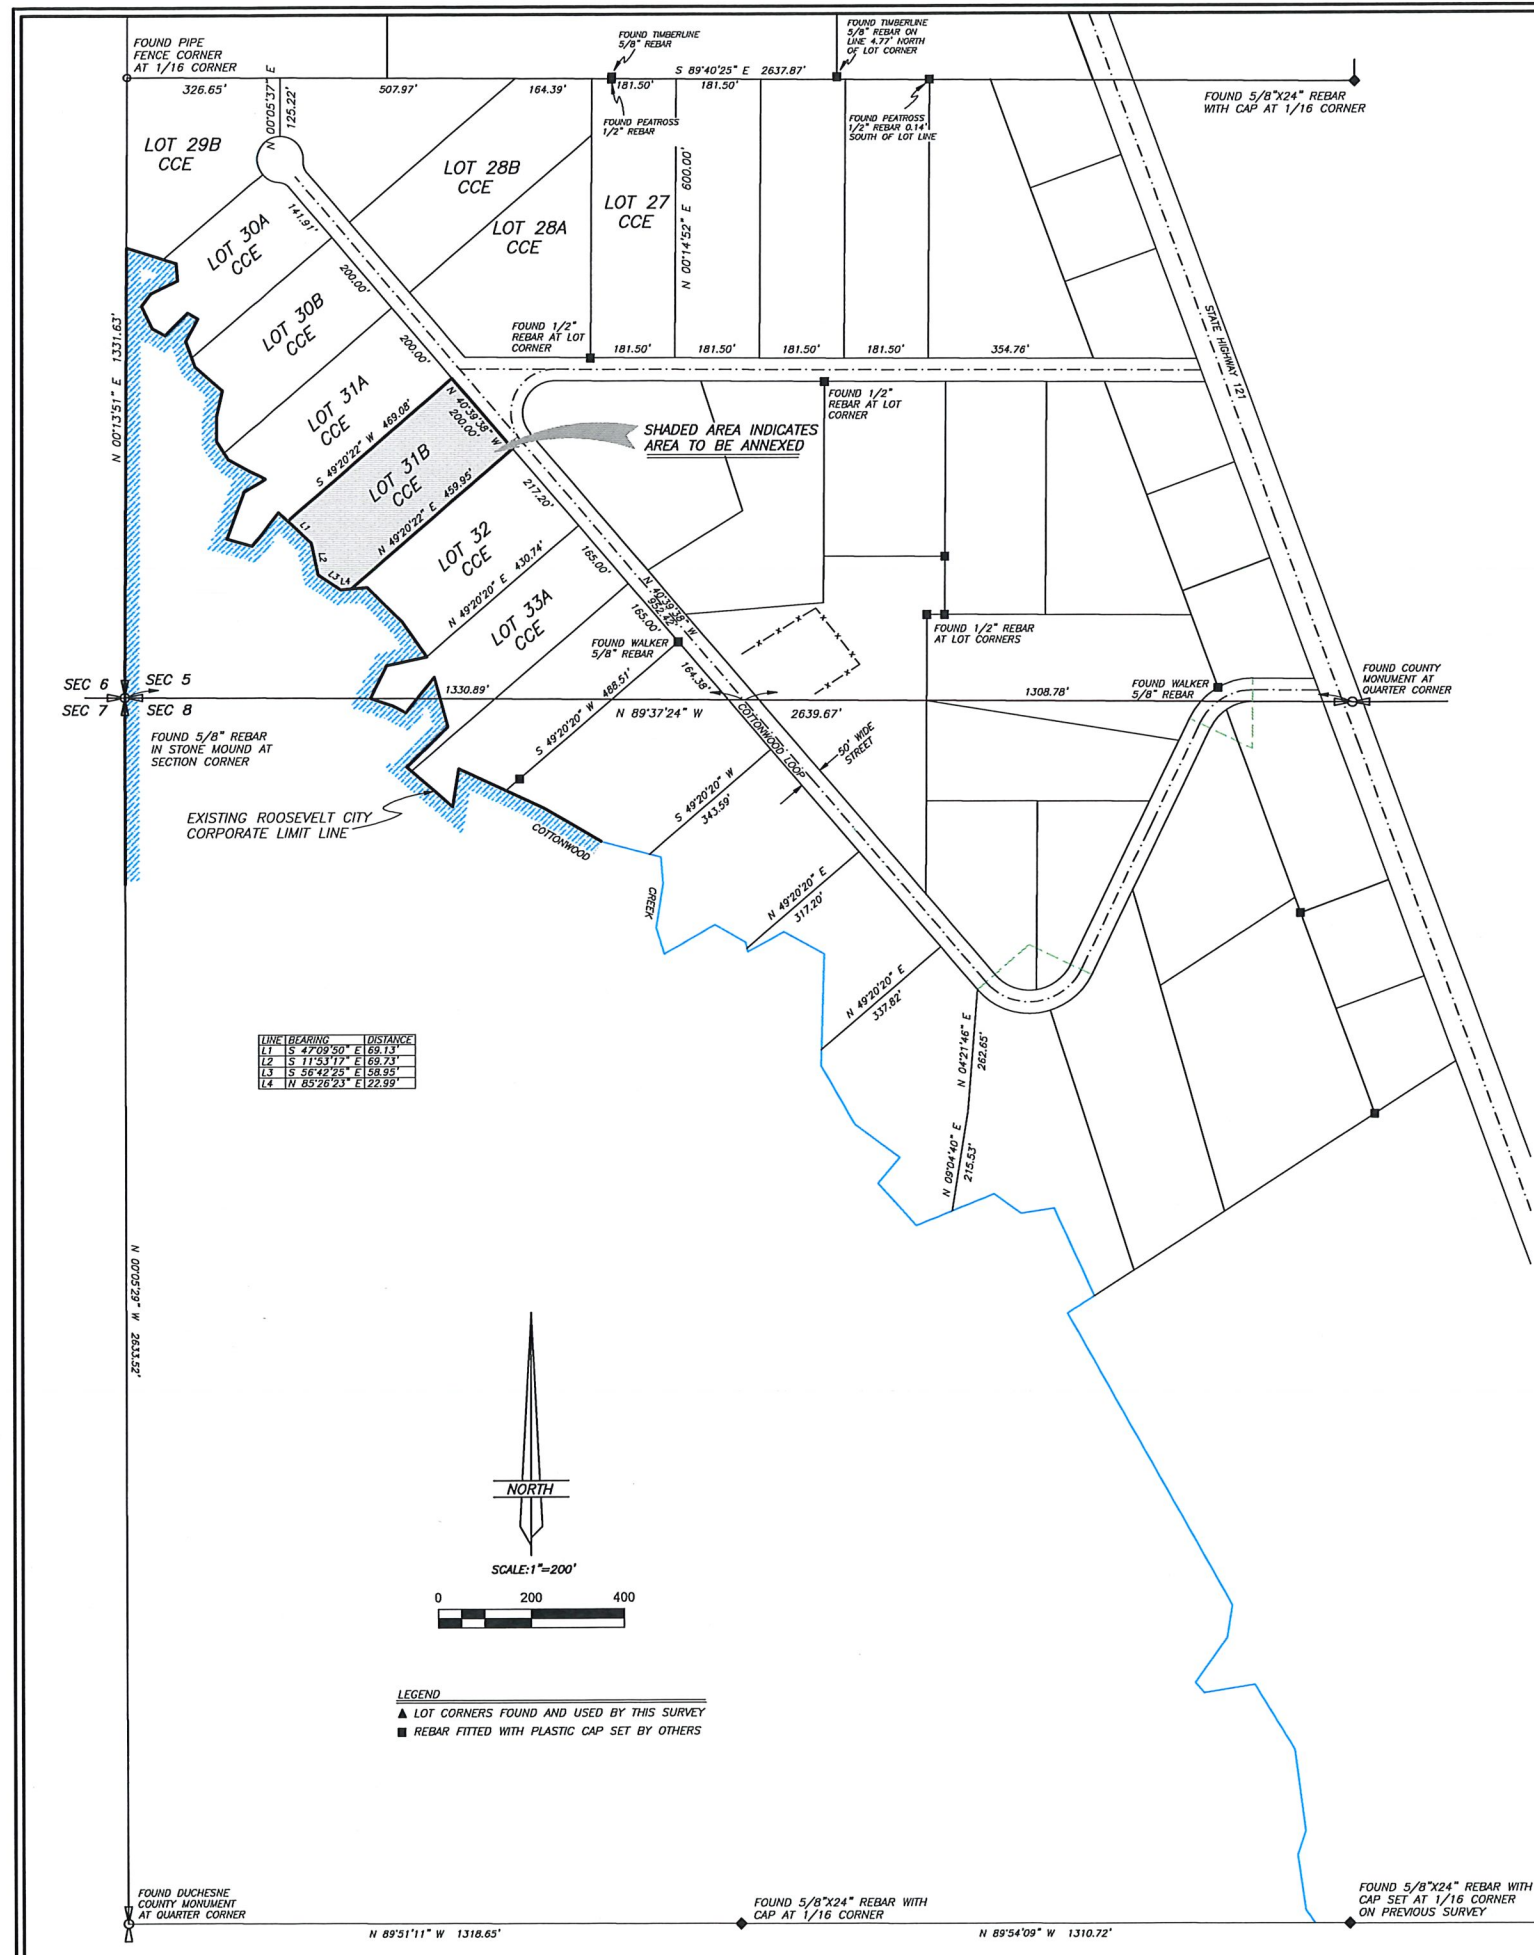 FOUND PIPE
FENCE CORNER
AT 1/16 CORNER
FOUND TIMBERLINE
5/8" REBAR
FOUND TIMBERLINE
5/8" REBAR ON
LINE 4.77' NORTH
OF LOT CORNER
S 89°40'25" E 2637.87'
326.65'
N 00°05'37" E
125.22'
507.97'
164.39'
181.50'
181.50'
FOUND PEATROSS
1/2" REBAR
FOUND PEATROSS
1/2" REBAR 0.14'
SOUTH OF LOT LINE
FOUND 5/8"X24" REBAR
WITH CAP AT 1/16 CORNER
LOT 29B
CCE
LOT 28B
CCE
LOT 28A
CCE
LOT 27
CCE
N 00°14'52" E 600.00'
LOT 30A
CCE
141.91'
LOT 30B
CCE
200.00'
LOT 31A
CCE
200.00'
N 00°13'51" E 1331.63'
FOUND 1/2"
REBAR AT LOT
CORNER
181.50'
181.50'
181.50'
181.50'
354.76'
STATE HIGHWAY 121
FOUND 1/2"
REBAR AT LOT
CORNER
S 49°20'22" W 469.08'
N 40°39'38" W
200.00'
SHADED AREA INDICATES
AREA TO BE ANNEXED
LOT 31B
CCE
N 49°20'22" E 459.95'
L1
L2
L3
L4
217.20'
LOT 32
CCE
N 49°20'20" E 430.74'
165.00'
LOT 33A
CCE
165.00'
N 40°39'38" W
952.42'
FOUND WALKER
5/8" REBAR
164.38'
FOUND 1/2" REBAR
AT LOT CORNERS
FOUND WALKER
5/8" REBAR
FOUND COUNTY
MONUMENT AT
QUARTER CORNER
SEC 6
SEC 5
SEC 7
SEC 8
1330.89'
S 49°20'20" W 488.51'
N 89°37'24" W
2639.67'
1308.78'
FOUND 5/8" REBAR
IN STONE MOUND AT
SECTION CORNER
COTTONWOOD LOOP
50' WIDE
STREET
EXISTING ROOSEVELT CITY
CORPORATE LIMIT LINE
S 49°20'20" W
343.59'
COTTONWOOD
CREEK
N 49°20'20" E
317.20'
N 49°20'20" E
337.82'
N 04°21'46" E
262.65'
N 09°04'40" E
215.53'
LINE BEARING DISTANCE
L1 S 47°09'50" E 69.13'
L2 S 11°53'17" E 69.73'
L3 S 56°42'25" E 58.95'
L4 N 85°26'23" E 22.99'
N 00°05'29" W 2633.52'
NORTH
SCALE:1"=200'
0 200 400
LEGEND
LOT CORNERS FOUND AND USED BY THIS SURVEY
REBAR FITTED WITH PLASTIC CAP SET BY OTHERS
FOUND DUCHESNE
COUNTY MONUMENT
AT QUARTER CORNER
FOUND 5/8"X24" REBAR WITH
CAP AT 1/16 CORNER
FOUND 5/8"X24" REBAR WITH
CAP SET AT 1/16 CORNER
ON PREVIOUS SURVEY
N 89°51'11" W 1318.65'
N 89°54'09" W 1310.72'